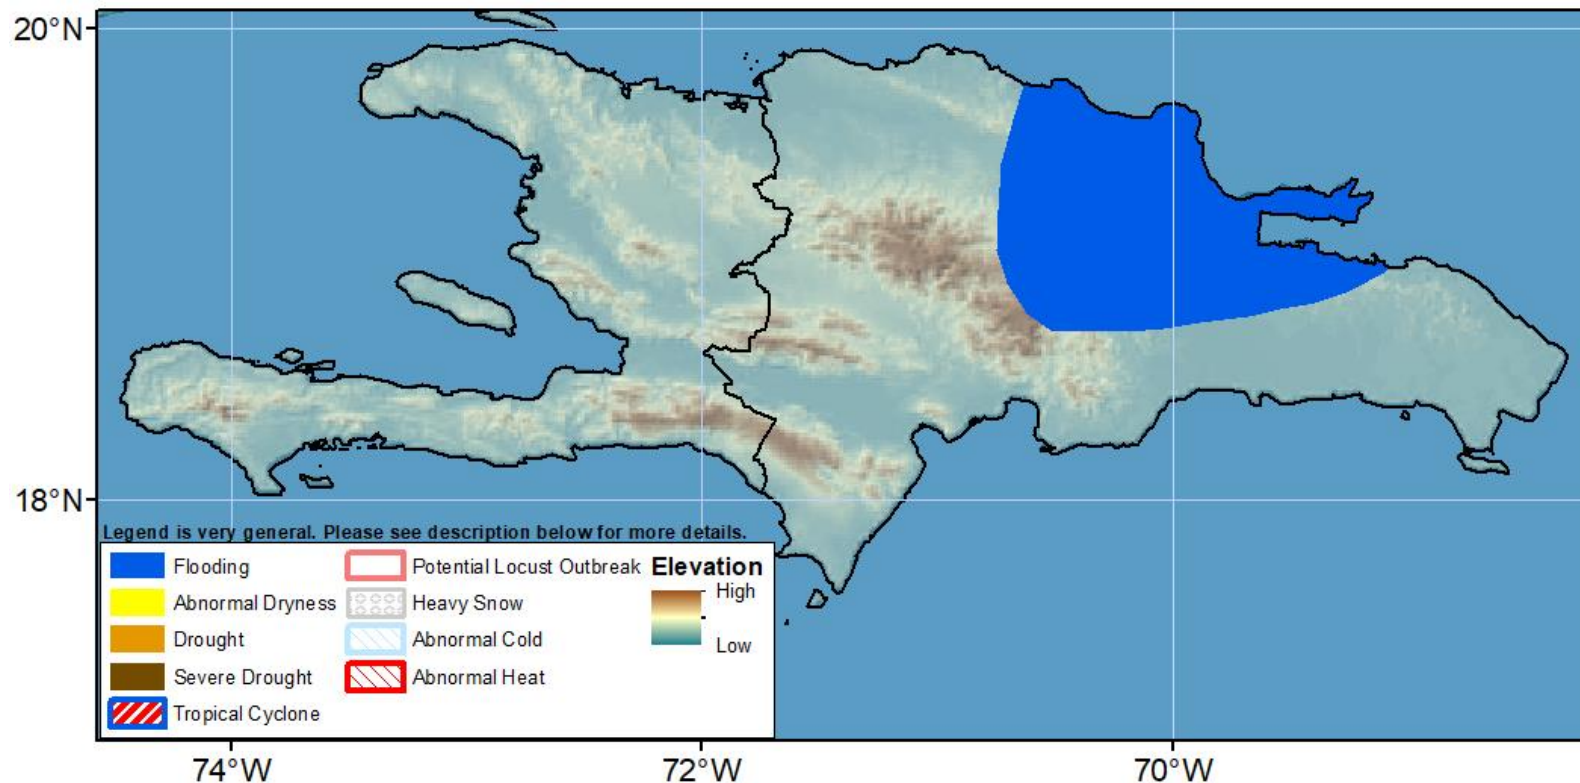 20°N
18°N
Legend is very general. Please see description below for more details.
Flooding
Potential Locust Outbreak
Elevation
Abnormal Dryness
Heavy Snow
High
Drought
Abnormal Cold
Low
Severe Drought
Abnormal Heat
Tropical Cyclone
74°W
72°W
70°W